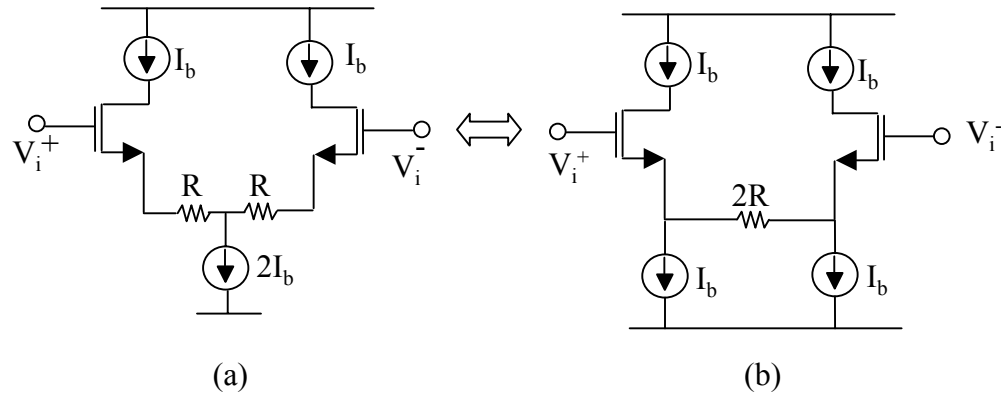 I_b I_b I_b I_b
V_i^+ V_i^- V_i^+ V_i^-
R R 2R
2I_b I_b I_b
(a) (b)